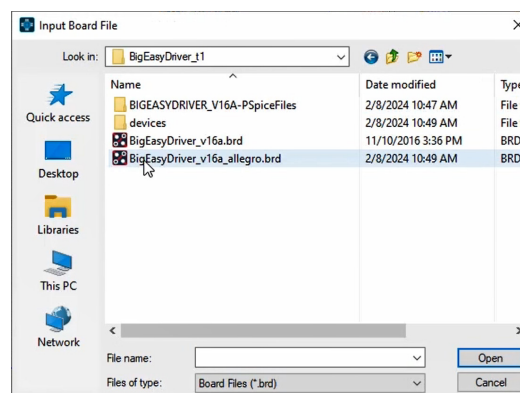 Input Board File
Look in: BigEasyDriver_t1
Name Date modified Type
BIGEASYDRIVER_V16A-PSpiceFiles 2/8/2024 10:47 AM File
devices 2/8/2024 10:49 AM File
BigEasyDriver_v16a.brd 11/10/2016 3:36 PM BRD
BigEasyDriver_v16a_allegro.brd 2/8/2024 10:49 AM BRD
Quick access
Desktop
Libraries
This PC
Network
File name: Open
Files of type: Board Files (*.brd) Cancel